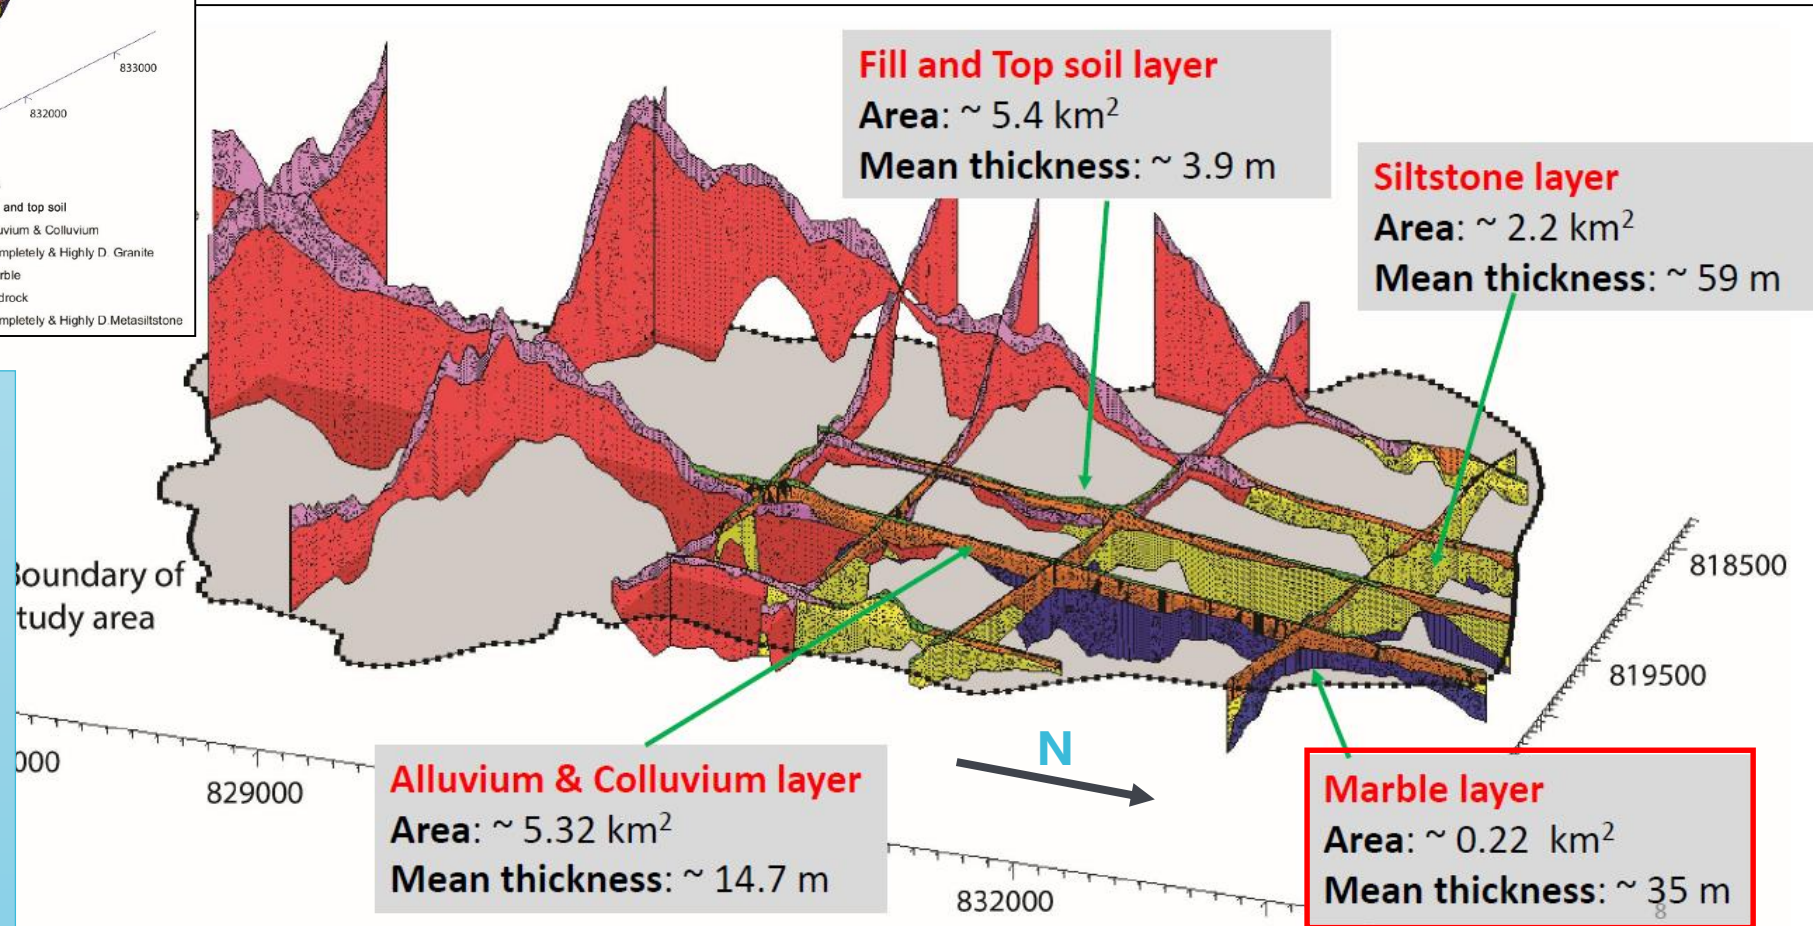 833000
832000
and top soil
uvium & Colluvium
mpletely & Highly D. Granite
rble
drock
mpletely & Highly D.Metasiltstone
Fill and Top soil layer
Area: ~ 5.4 km²
Mean thickness: ~ 3.9 m
Siltstone layer
Area: ~ 2.2 km²
Mean thickness: ~ 59 m
oundary of
tudy area
818500
819500
000
829000
832000
N
Alluvium & Colluvium layer
Area: ~ 5.32 km²
Mean thickness: ~ 14.7 m
Marble layer
Area: ~ 0.22 km²
Mean thickness: ~ 35 m
8